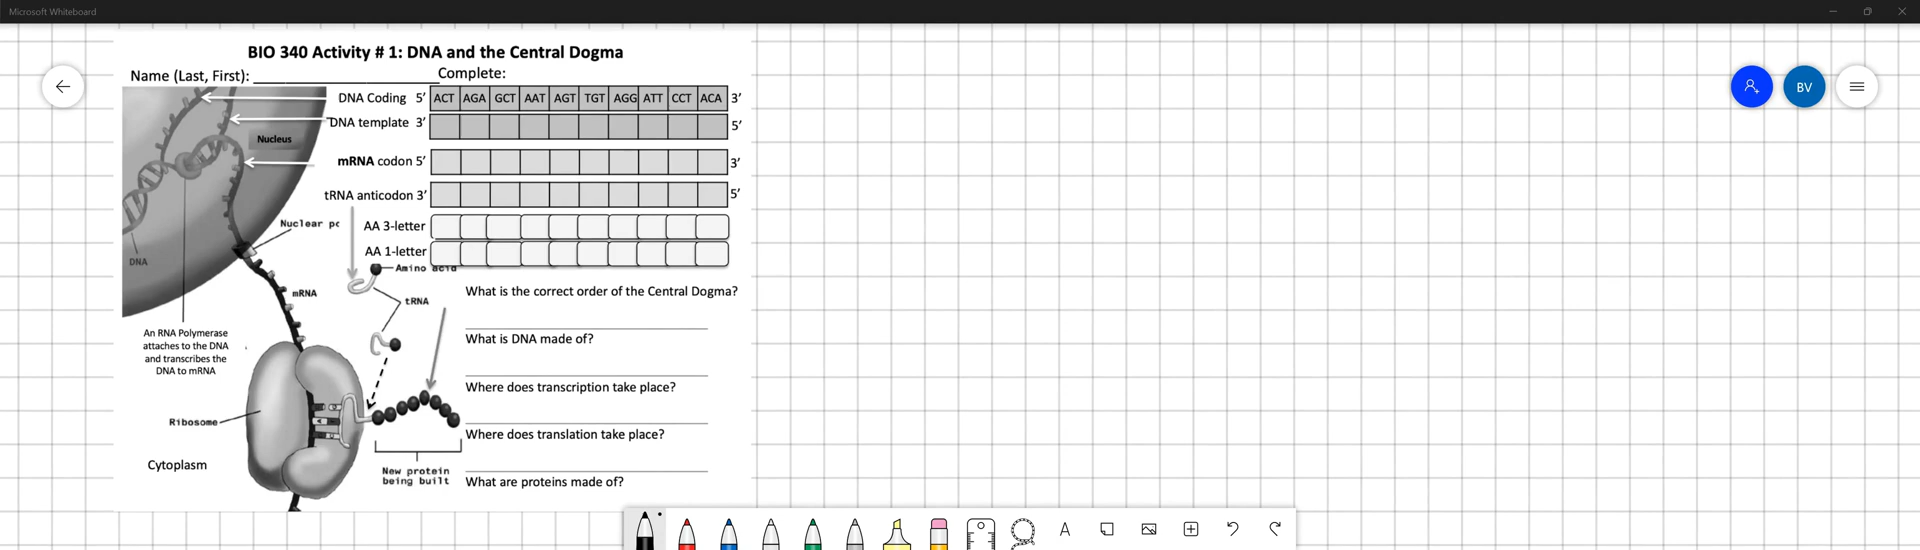 Microsoft Whiteboard
BIO 340 Activity # 1: DNA and the Central Dogma
Name (Last, First): ______________________ Complete:
DNA Coding 5’ ACT AGA GCT AAT AGT TGT AGG ATT CCT ACA 3’
DNA template 3’ 5’
Nucleus
mRNA codon 5’ 3’
tRNA anticodon 3’ 5’
Nuclear po
AA 3-letter
AA 1-letter
DNA
Amino acid
mRNA
tRNA
What is the correct order of the Central Dogma?
An RNA Polymerase
attaches to the DNA
and transcribes the
DNA to mRNA
What is DNA made of?
Where does transcription take place?
Ribosome
Where does translation take place?
Cytoplasm
New protein
being built
What are proteins made of?
BV
A